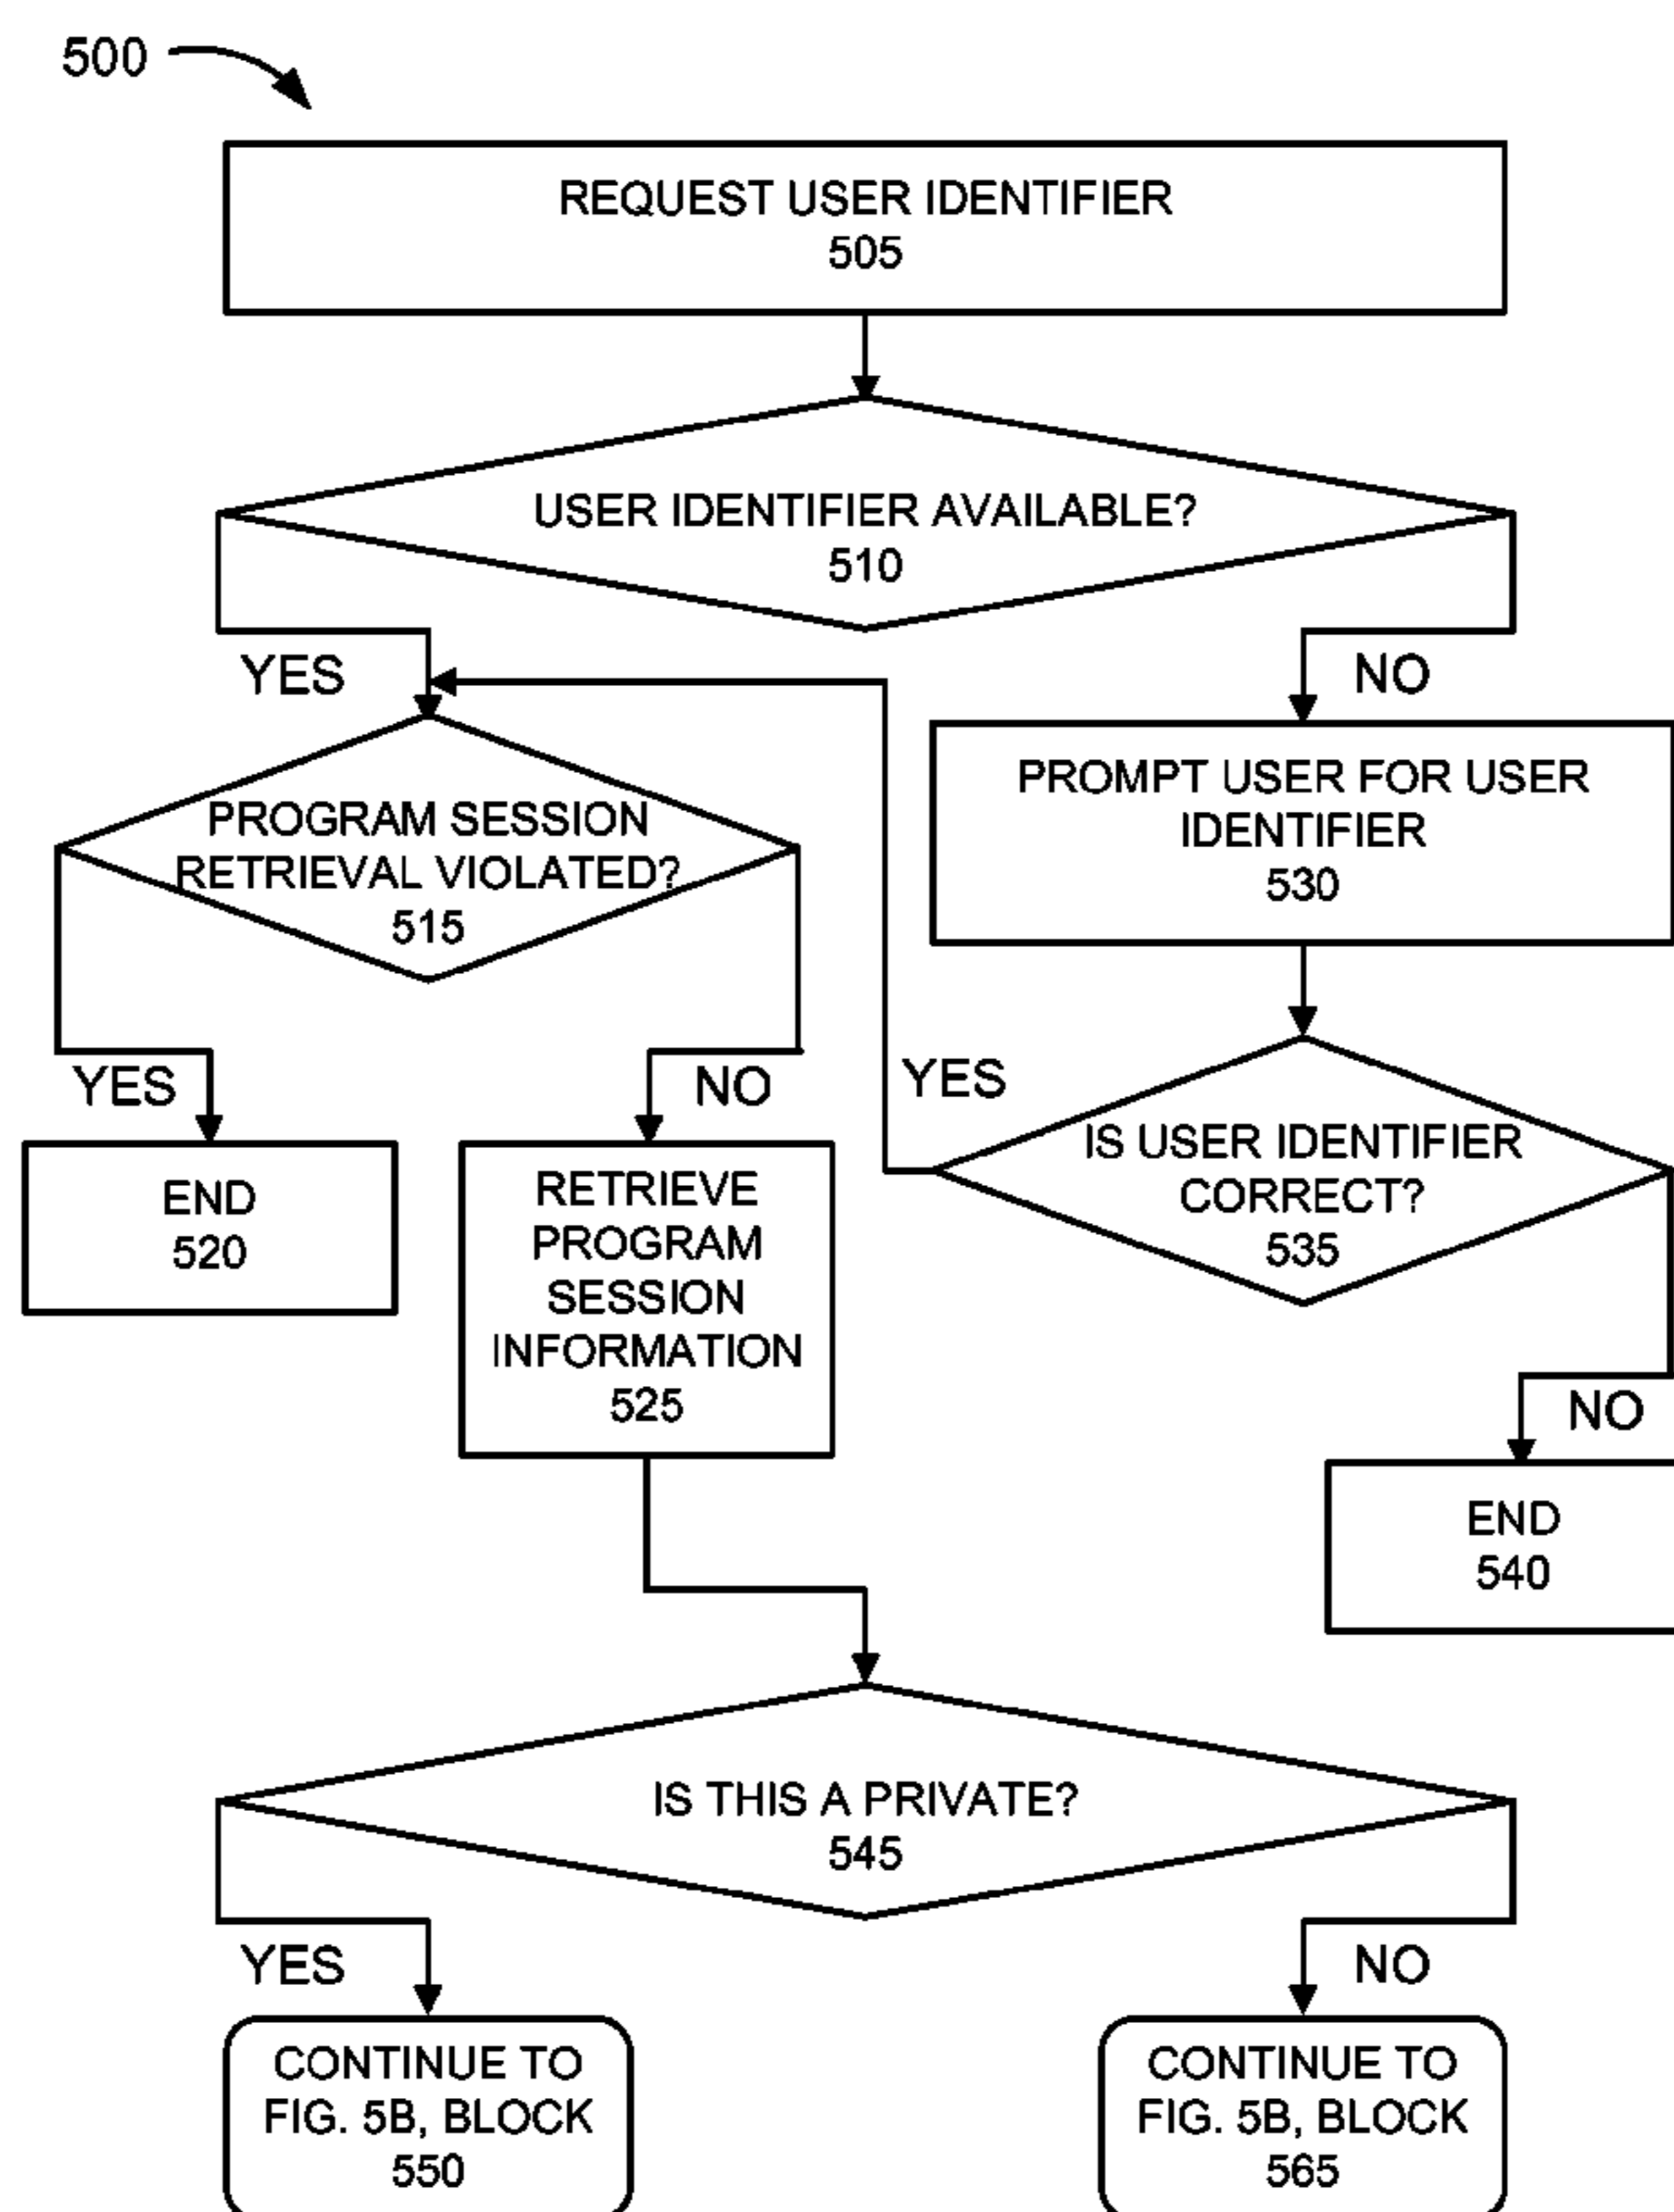 500
REQUEST USER IDENTIFIER
505
USER IDENTIFIER AVAILABLE?
510
YES
NO
PROGRAM SESSION
RETRIEVAL VIOLATED?
515
PROMPT USER FOR USER
IDENTIFIER
530
YES
NO
YES
END
520
RETRIEVE
PROGRAM
SESSION
INFORMATION
525
IS USER IDENTIFIER
CORRECT?
535
NO
END
540
IS THIS A PRIVATE?
545
YES
NO
CONTINUE TO
FIG. 5B, BLOCK
550
CONTINUE TO
FIG. 5B, BLOCK
565